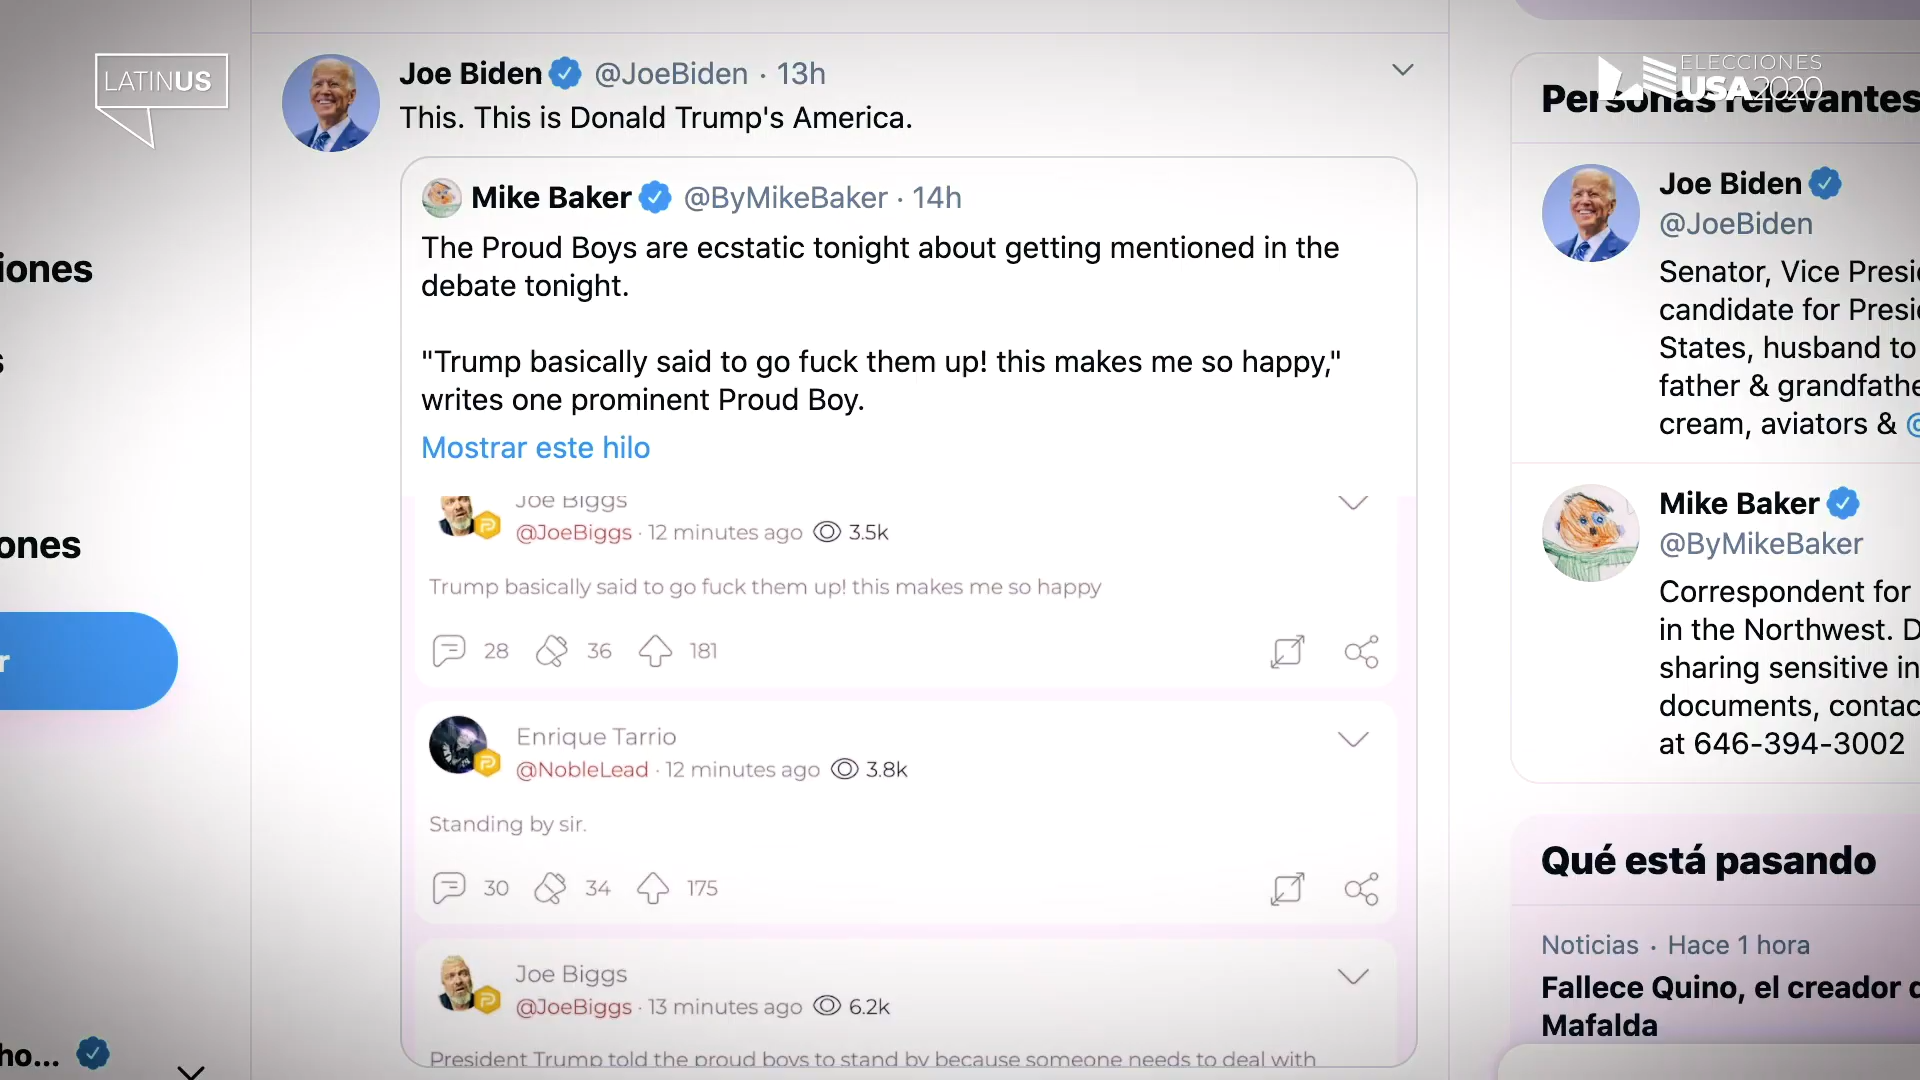 LATINUS
ELECCIONES
USA2020
iones
ones
r
ho...
Joe Biden @JoeBiden · 13h
This. This is Donald Trump's America.
Mike Baker @ByMikeBaker · 14h
The Proud Boys are ecstatic tonight about getting mentioned in the
debate tonight.
"Trump basically said to go fuck them up! this makes me so happy,"
writes one prominent Proud Boy.
Mostrar este hilo
Joe Biggs
@JoeBiggs · 12 minutes ago 3.5k
Trump basically said to go fuck them up! this makes me so happy
28 36 181
Enrique Tarrio
@NobleLead · 12 minutes ago 3.8k
Standing by sir.
30 34 175
Joe Biggs
@JoeBiggs · 13 minutes ago 6.2k
President Trump told the proud boys to stand by because someone needs to deal with
Personas relevantes
Joe Biden
@JoeBiden
Senator, Vice Presi
candidate for Presi
States, husband to
father & grandfathe
cream, aviators & @
Mike Baker
@ByMikeBaker
Correspondent for
in the Northwest. D
sharing sensitive in
documents, contac
at 646-394-3002
Qué está pasando
Noticias · Hace 1 hora
Fallece Quino, el creador d
Mafalda